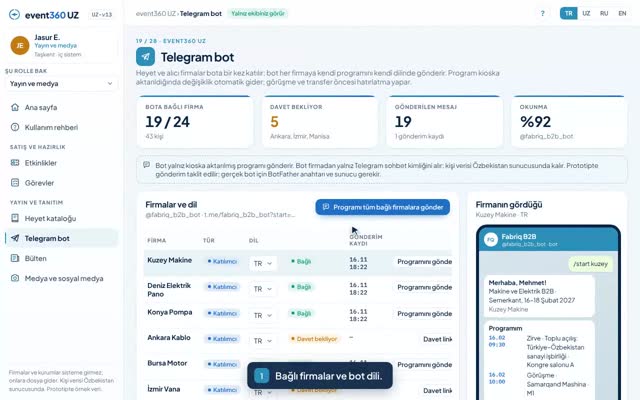 event360 UZ
UZ-v13
event360 UZ › Telegram bot
Yalnız ekibiniz görür
?
TR
UZ
RU
EN
JE
Jasur E.
Yayın ve medya
Taşkent · iç sistem
ŞU ROLLE BAK
Yayın ve medya
Ana sayfa
Kullanım rehberi
SATIŞ VE HAZIRLIK
Etkinlikler
Görevler
YAYIN VE TANITIM
Heyet kataloğu
Telegram bot
Bülten
Medya ve sosyal medya
Firmalar ve kurumlar sisteme girmez;
onlara dosya gider. Kişi verisi Özbekistan
sunucusunda. Prototipte örnek veri.
19 / 28 · EVENT360 UZ
Telegram bot
Heyet ve alıcı firmalar bota bir kez katılır; bot her firmaya kendi programını kendi dilinde gönderir. Program kioska
aktarıldığında değişiklik otomatik gider; görüşme ve transfer öncesi hatırlatma yapar.
BOTA BAĞLI FİRMA
19 / 24
43 kişi
DAVET BEKLİYOR
5
Ankara, İzmir, Manisa
GÖNDERİLEN MESAJ
19
1 gönderim kaydı
OKUNMA
%92
@fabriq_b2b_bot
Bot yalnız kioska aktarılmış programı gönderir. Bot firmadan yalnız Telegram sohbet kimliğini alır; kişi verisi Özbekistan sunucusunda kalır. Prototipte
gönderim taklit edilir; gerçek bot için BotFather anahtarı ve sunucu gerekir.
Firmalar ve dil
@fabriq_b2b_bot · t.me/fabriq_b2b_bot?start=…
Programı tüm bağlı firmalara gönder
FİRMA
TÜR
DİL
GÖNDERİM
KAYDI
Kuzey Makine
Katılımcı
TR
Bağlı
16.11
18:22
Programını gönde
Deniz Elektrik
Pano
Katılımcı
TR
Bağlı
16.11
18:22
Programını gönde
Konya Pompa
Katılımcı
TR
Bağlı
16.11
18:22
Programını gönde
Ankara Kablo
Katılımcı
TR
Davet bekliyor
–
Davet link
Bursa Motor
Katılımcı
TR
16.11
Programını gönde
İzmir Vana
Katılımcı
TR
Davet link
Firmanın gördüğü
Kuzey Makine · TR
FQ
Fabriq B2B
@fabriq_b2b_bot · bot
/start kuzey
Merhaba, Mehmet!
Makine ve Elektrik B2B ·
Semerkant, 16–18 Şubat 2027
Kuzey Makine
Programın
16.02
09:30
Zirve · Toplu açılış:
Türkiye–Özbekistan
sanayi işbirliği ·
Kongre salonu A
16.02
10:00
Görüşme ·
Samarqand Mashina ·
M1
1
Bağlı firmalar ve bot dili.